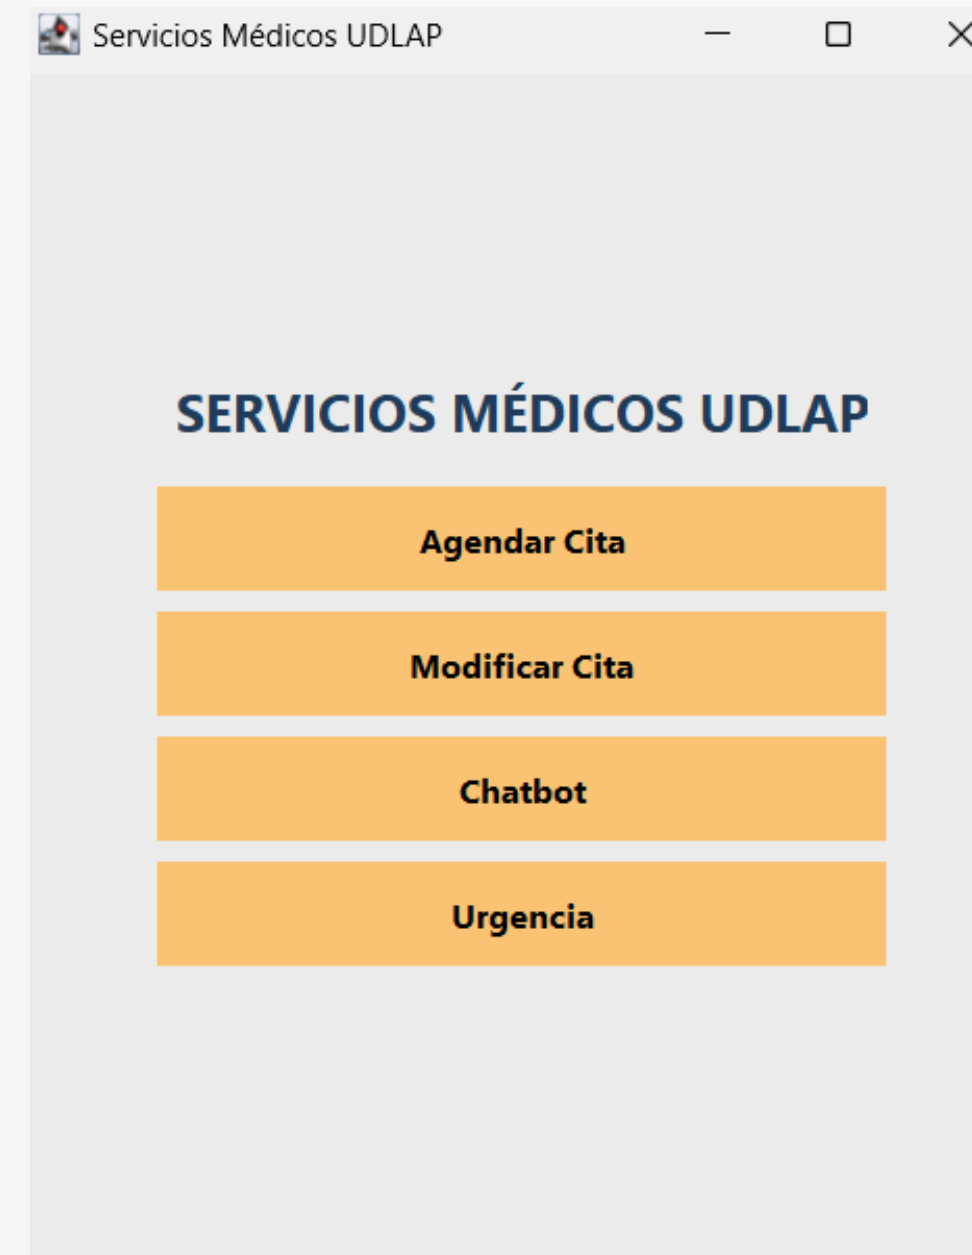 Servicios Médicos UDLAP
SERVICIOS MÉDICOS UDLAP
Agendar Cita
Modificar Cita
Chatbot
Urgencia